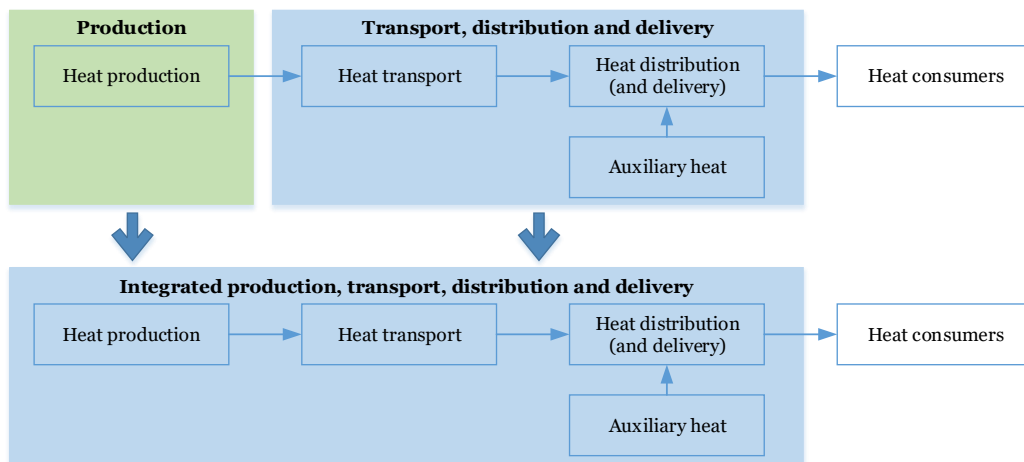 Production
Transport, distribution and delivery
Heat production
Heat transport
Heat distribution
(and delivery)
Heat consumers
Auxiliary heat
Integrated production, transport, distribution and delivery
Heat production
Heat transport
Heat distribution
(and delivery)
Heat consumers
Auxiliary heat